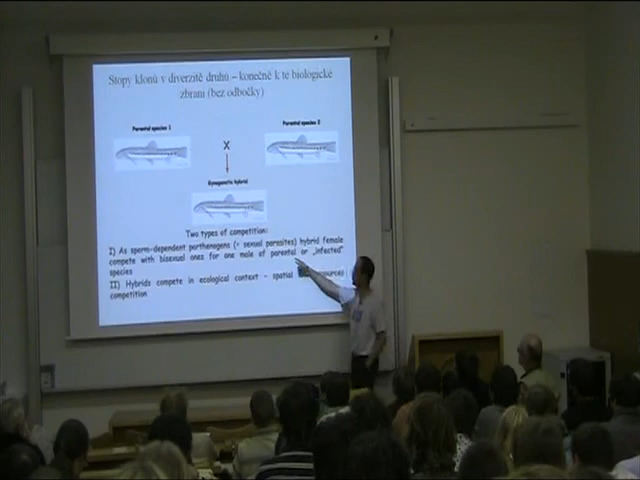 Stopy klonů v diverzitě druhů – konečně k té biologické
zbrani (bez odbočky)
Parental species 1
Parental species 2
X
Gynogenetic hybrid
Two types of competition:
I) As sperm-dependent parthenogens (= sexual parasites) hybrid female
compete with bisexual ones for one male of parental or „infected"
species
II) Hybrids compete in ecological context – spatial resources
competition